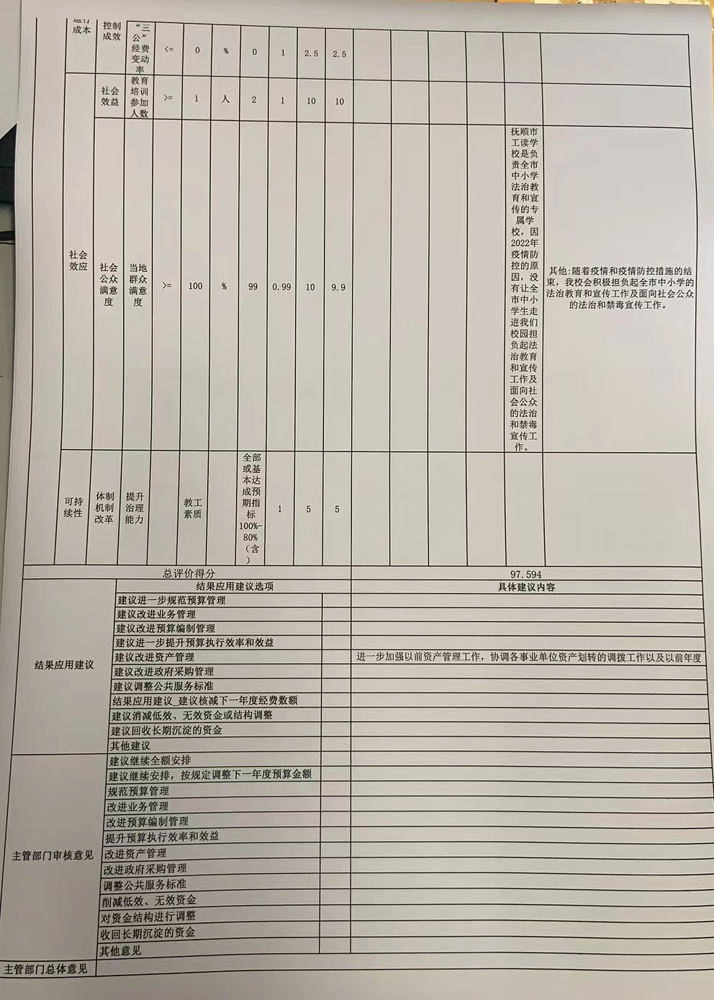 成本
控制
成效
“三
公”
经费
变动
率
<=
0
%
0
1
2.5
2.5
社会
效应
社会
效益
教育
培训
参加
人数
>=
1
人
2
1
10
10
社会
公众
满意
度
当地
群众
满意
度
>=
100
%
99
0.99
10
9.9
抚顺市
工读学
校是负
责全市
中小学
法治教
育和宣
传的专
属学
校，因
2022年
疫情防
控的原
因，没
有让全
市中小
学生走
进我们
校园担
负起法
治教育
和宣传
工作及
面向社
会公众
的法治
和禁毒
宣传工
作。
其他:随着疫情和疫情防控措施的结
束，我校会积极担负起全市中小学的
法治教育和宣传工作及面向社会公众
的法治和禁毒宣传工作。
可持
续性
体制
机制
改革
提升
治理
能力
教工
素质
全部
或基
本达
成预
期指
标
100%-
80%
（含
）
1
5
5
总评价得分
97.594
结果应用建议
结果应用建议选项
具体建议内容
建议进一步规范预算管理
建议改进业务管理
建议改进预算编制管理
建议进一步提升预算执行效率和效益
建议改进资产管理
进一步加强以前资产管理工作，协调各事业单位资产划转的调拨工作以及以前年度
建议改进政府采购管理
建议调整公共服务标准
结果应用建议_建议核减下一年度经费数额
建议消减低效、无效资金或结构调整
建议回收长期沉淀的资金
其他建议
主管部门审核意见
建议继续全额安排
建议继续安排，按规定调整下一年度预算金额
规范预算管理
改进业务管理
改进预算编制管理
提升预算执行效率和效益
改进资产管理
改进政府采购管理
调整公共服务标准
削减低效、无效资金
对资金结构进行调整
收回长期沉淀的资金
其他意见
主管部门总体意见